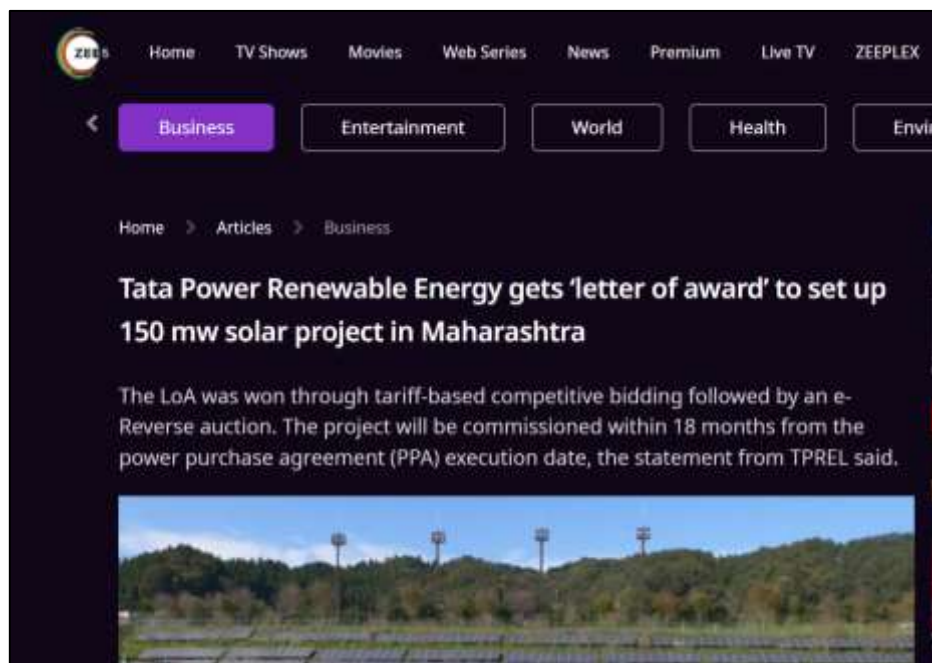 ZEE5
Home TV Shows Movies Web Series News Premium Live TV ZEEPLEX
Business Entertainment World Health Envi
Home Articles Business
Tata Power Renewable Energy gets ‘letter of award’ to set up
150 mw solar project in Maharashtra
The LoA was won through tariff-based competitive bidding followed by an e-
Reverse auction. The project will be commissioned within 18 months from the
power purchase agreement (PPA) execution date, the statement from TPREL said.